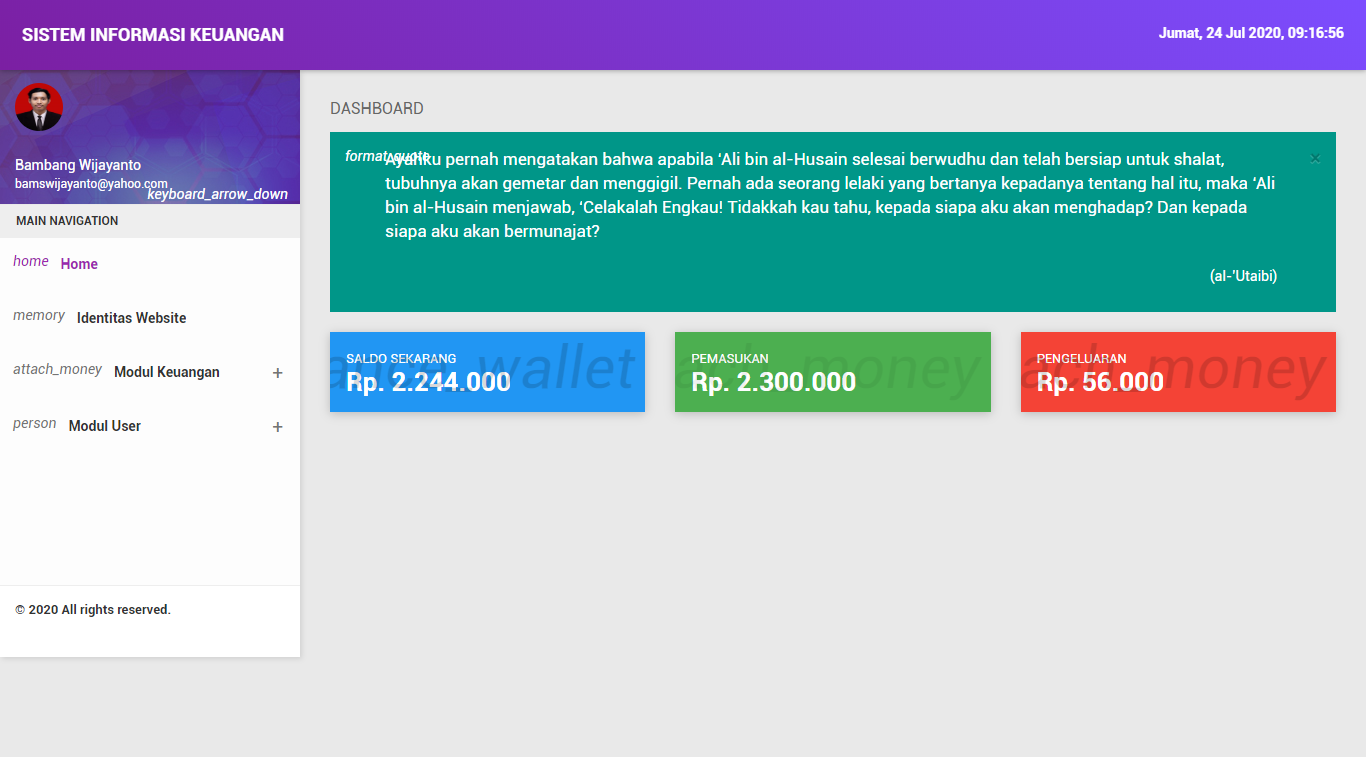 SISTEM INFORMASI KEUANGAN
Jumat, 24 Jul 2020, 09:16:56
Bambang Wijayanto
bamswijayanto@yahoo.com
keyboard_arrow_down
MAIN NAVIGATION
home Home
memory Identitas Website
attach_money Modul Keuangan +
person Modul User +
© 2020 All rights reserved.
DASHBOARD
format_quote
Ayahku pernah mengatakan bahwa apabila ‘Ali bin al-Husain selesai berwudhu dan telah bersiap untuk shalat,
tubuhnya akan gemetar dan menggigil. Pernah ada seorang lelaki yang bertanya kepadanya tentang hal itu, maka ‘Ali
bin al-Husain menjawab, ‘Celakalah Engkau! Tidakkah kau tahu, kepada siapa aku akan menghadap? Dan kepada
siapa aku akan bermunajat?
×
(al-'Utaibi)
SALDO SEKARANG
Rp. 2.244.000
ance_wallet
PEMASUKAN
Rp. 2.300.000
ach_money
PENGELUARAN
Rp. 56.000
ach_money